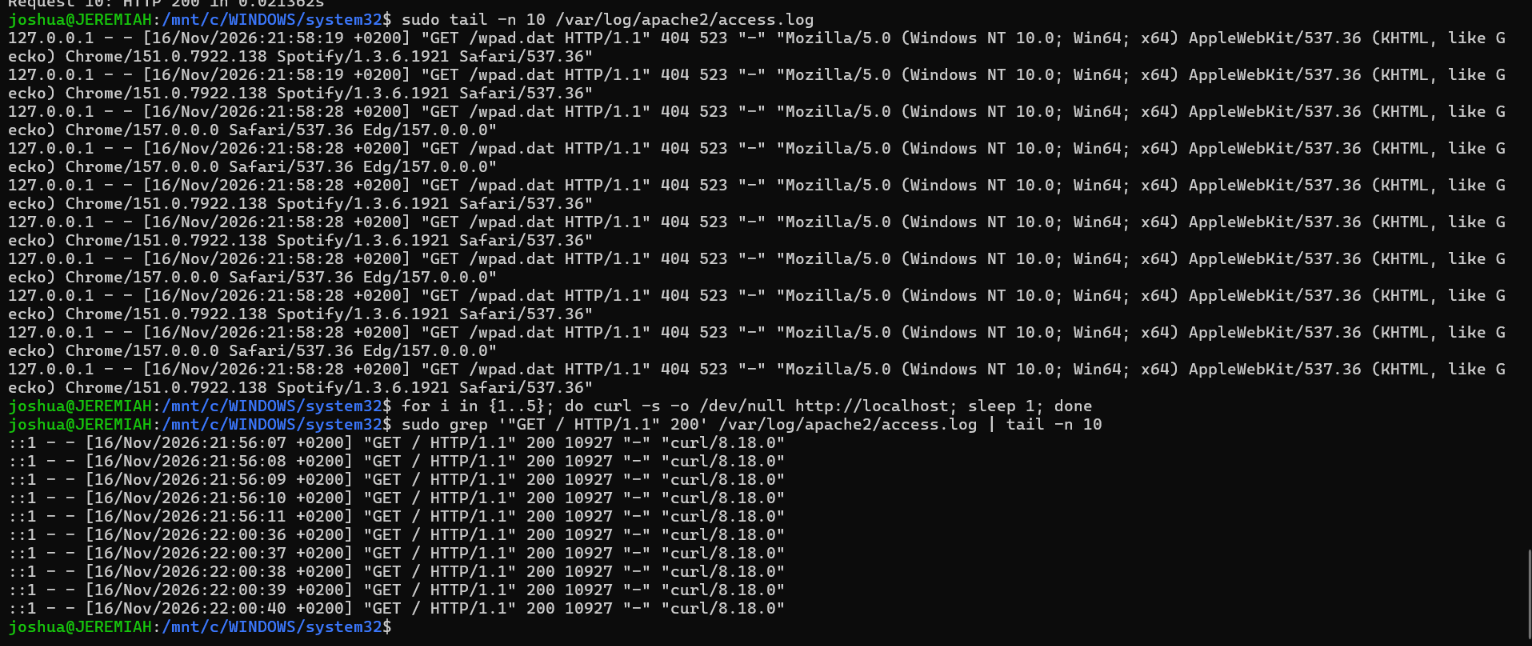 Request 10: HTTP 200 in 0.021362s
joshua@JEREMIAH:/mnt/c/WINDOWS/system32$ sudo tail -n 10 /var/log/apache2/access.log
127.0.0.1 - - [16/Nov/2026:21:58:19 +0200] "GET /wpad.dat HTTP/1.1" 404 523 "-" "Mozilla/5.0 (Windows NT 10.0; Win64; x64) AppleWebKit/537.36 (KHTML, like G
ecko) Chrome/151.0.7922.138 Spotify/1.3.6.1921 Safari/537.36"
127.0.0.1 - - [16/Nov/2026:21:58:19 +0200] "GET /wpad.dat HTTP/1.1" 404 523 "-" "Mozilla/5.0 (Windows NT 10.0; Win64; x64) AppleWebKit/537.36 (KHTML, like G
ecko) Chrome/151.0.7922.138 Spotify/1.3.6.1921 Safari/537.36"
127.0.0.1 - - [16/Nov/2026:21:58:28 +0200] "GET /wpad.dat HTTP/1.1" 404 523 "-" "Mozilla/5.0 (Windows NT 10.0; Win64; x64) AppleWebKit/537.36 (KHTML, like G
ecko) Chrome/157.0.0.0 Safari/537.36 Edg/157.0.0.0"
127.0.0.1 - - [16/Nov/2026:21:58:28 +0200] "GET /wpad.dat HTTP/1.1" 404 523 "-" "Mozilla/5.0 (Windows NT 10.0; Win64; x64) AppleWebKit/537.36 (KHTML, like G
ecko) Chrome/157.0.0.0 Safari/537.36 Edg/157.0.0.0"
127.0.0.1 - - [16/Nov/2026:21:58:28 +0200] "GET /wpad.dat HTTP/1.1" 404 523 "-" "Mozilla/5.0 (Windows NT 10.0; Win64; x64) AppleWebKit/537.36 (KHTML, like G
ecko) Chrome/151.0.7922.138 Spotify/1.3.6.1921 Safari/537.36"
127.0.0.1 - - [16/Nov/2026:21:58:28 +0200] "GET /wpad.dat HTTP/1.1" 404 523 "-" "Mozilla/5.0 (Windows NT 10.0; Win64; x64) AppleWebKit/537.36 (KHTML, like G
ecko) Chrome/151.0.7922.138 Spotify/1.3.6.1921 Safari/537.36"
127.0.0.1 - - [16/Nov/2026:21:58:28 +0200] "GET /wpad.dat HTTP/1.1" 404 523 "-" "Mozilla/5.0 (Windows NT 10.0; Win64; x64) AppleWebKit/537.36 (KHTML, like G
ecko) Chrome/157.0.0.0 Safari/537.36 Edg/157.0.0.0"
127.0.0.1 - - [16/Nov/2026:21:58:28 +0200] "GET /wpad.dat HTTP/1.1" 404 523 "-" "Mozilla/5.0 (Windows NT 10.0; Win64; x64) AppleWebKit/537.36 (KHTML, like G
ecko) Chrome/151.0.7922.138 Spotify/1.3.6.1921 Safari/537.36"
127.0.0.1 - - [16/Nov/2026:21:58:28 +0200] "GET /wpad.dat HTTP/1.1" 404 523 "-" "Mozilla/5.0 (Windows NT 10.0; Win64; x64) AppleWebKit/537.36 (KHTML, like G
ecko) Chrome/157.0.0.0 Safari/537.36 Edg/157.0.0.0"
127.0.0.1 - - [16/Nov/2026:21:58:28 +0200] "GET /wpad.dat HTTP/1.1" 404 523 "-" "Mozilla/5.0 (Windows NT 10.0; Win64; x64) AppleWebKit/537.36 (KHTML, like G
ecko) Chrome/151.0.7922.138 Spotify/1.3.6.1921 Safari/537.36"
joshua@JEREMIAH:/mnt/c/WINDOWS/system32$ for i in {1..5}; do curl -s -o /dev/null http://localhost; sleep 1; done
joshua@JEREMIAH:/mnt/c/WINDOWS/system32$ sudo grep '"GET / HTTP/1.1" 200' /var/log/apache2/access.log | tail -n 10
::1 - - [16/Nov/2026:21:56:07 +0200] "GET / HTTP/1.1" 200 10927 "-" "curl/8.18.0"
::1 - - [16/Nov/2026:21:56:08 +0200] "GET / HTTP/1.1" 200 10927 "-" "curl/8.18.0"
::1 - - [16/Nov/2026:21:56:09 +0200] "GET / HTTP/1.1" 200 10927 "-" "curl/8.18.0"
::1 - - [16/Nov/2026:21:56:10 +0200] "GET / HTTP/1.1" 200 10927 "-" "curl/8.18.0"
::1 - - [16/Nov/2026:21:56:11 +0200] "GET / HTTP/1.1" 200 10927 "-" "curl/8.18.0"
::1 - - [16/Nov/2026:22:00:36 +0200] "GET / HTTP/1.1" 200 10927 "-" "curl/8.18.0"
::1 - - [16/Nov/2026:22:00:37 +0200] "GET / HTTP/1.1" 200 10927 "-" "curl/8.18.0"
::1 - - [16/Nov/2026:22:00:38 +0200] "GET / HTTP/1.1" 200 10927 "-" "curl/8.18.0"
::1 - - [16/Nov/2026:22:00:39 +0200] "GET / HTTP/1.1" 200 10927 "-" "curl/8.18.0"
::1 - - [16/Nov/2026:22:00:40 +0200] "GET / HTTP/1.1" 200 10927 "-" "curl/8.18.0"
joshua@JEREMIAH:/mnt/c/WINDOWS/system32$